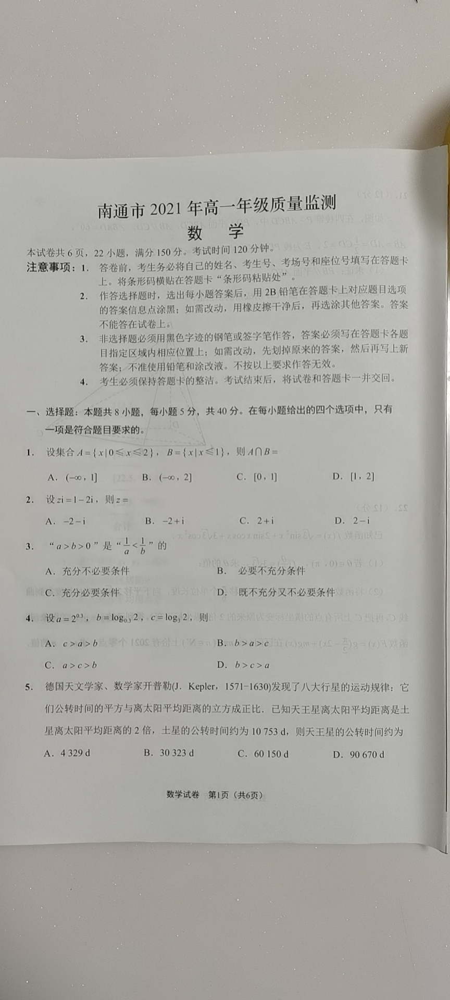 南通市 2021 年高一年级质量监测
数 学
本试卷共 6 页，22 小题，满分 150 分。考试时间 120 分钟。
注意事项：1. 答卷前，考生务必将自己的姓名、考生号、考场号和座位号填写在答题卡
上。将条形码横贴在答题卡“条形码粘贴处”。
2. 作答选择题时，选出每小题答案后，用 2B 铅笔在答题卡上对应题目选项
的答案信息点涂黑；如需改动，用橡皮擦干净后，再选涂其他答案。答案
不能答在试卷上。
3. 非选择题必须用黑色字迹的钢笔或签字笔作答，答案必须写在答题卡各题
目指定区域内相应位置上；如需改动，先划掉原来的答案，然后再写上新
答案；不准使用铅笔和涂改液。不按以上要求作答无效。
4. 考生必须保持答题卡的整洁。考试结束后，将试卷和答题卡一并交回。
一、选择题：本题共 8 小题，每小题 5 分，共 40 分。在每小题给出的四个选项中，只有
一项是符合题目要求的。
1. 设集合 A={x|0≤x≤2}，B={x|x≤1}，则 A∩B=
A. (-∞，1] B. (-∞，2] C. [0，1] D. [1，2]
2. 设 zi=1-2i，则 z=
A. -2-i B. -2+i C. 2+i D. 2-i
3. “a>b>0”是“1/a<1/b”的
A. 充分不必要条件 B. 必要不充分条件
C. 充分必要条件 D. 既不充分又不必要条件
4. 设 a=2^0.3，b=log_0.3 2，c=log_3 2，则
A. c>a>b B. b>a>c
C. a>c>b D. b>c>a
5. 德国天文学家、数学家开普勒(J. Kepler，1571-1630)发现了八大行星的运动规律：它
们公转时间的平方与离太阳平均距离的立方成正比．已知天王星离太阳平均距离是土
星离太阳平均距离的 2 倍，土星的公转时间约为 10 753 d，则天王星的公转时间约为
A. 4 329 d B. 30 323 d C. 60 150 d D. 90 670 d
数学试卷 第1页（共6页）